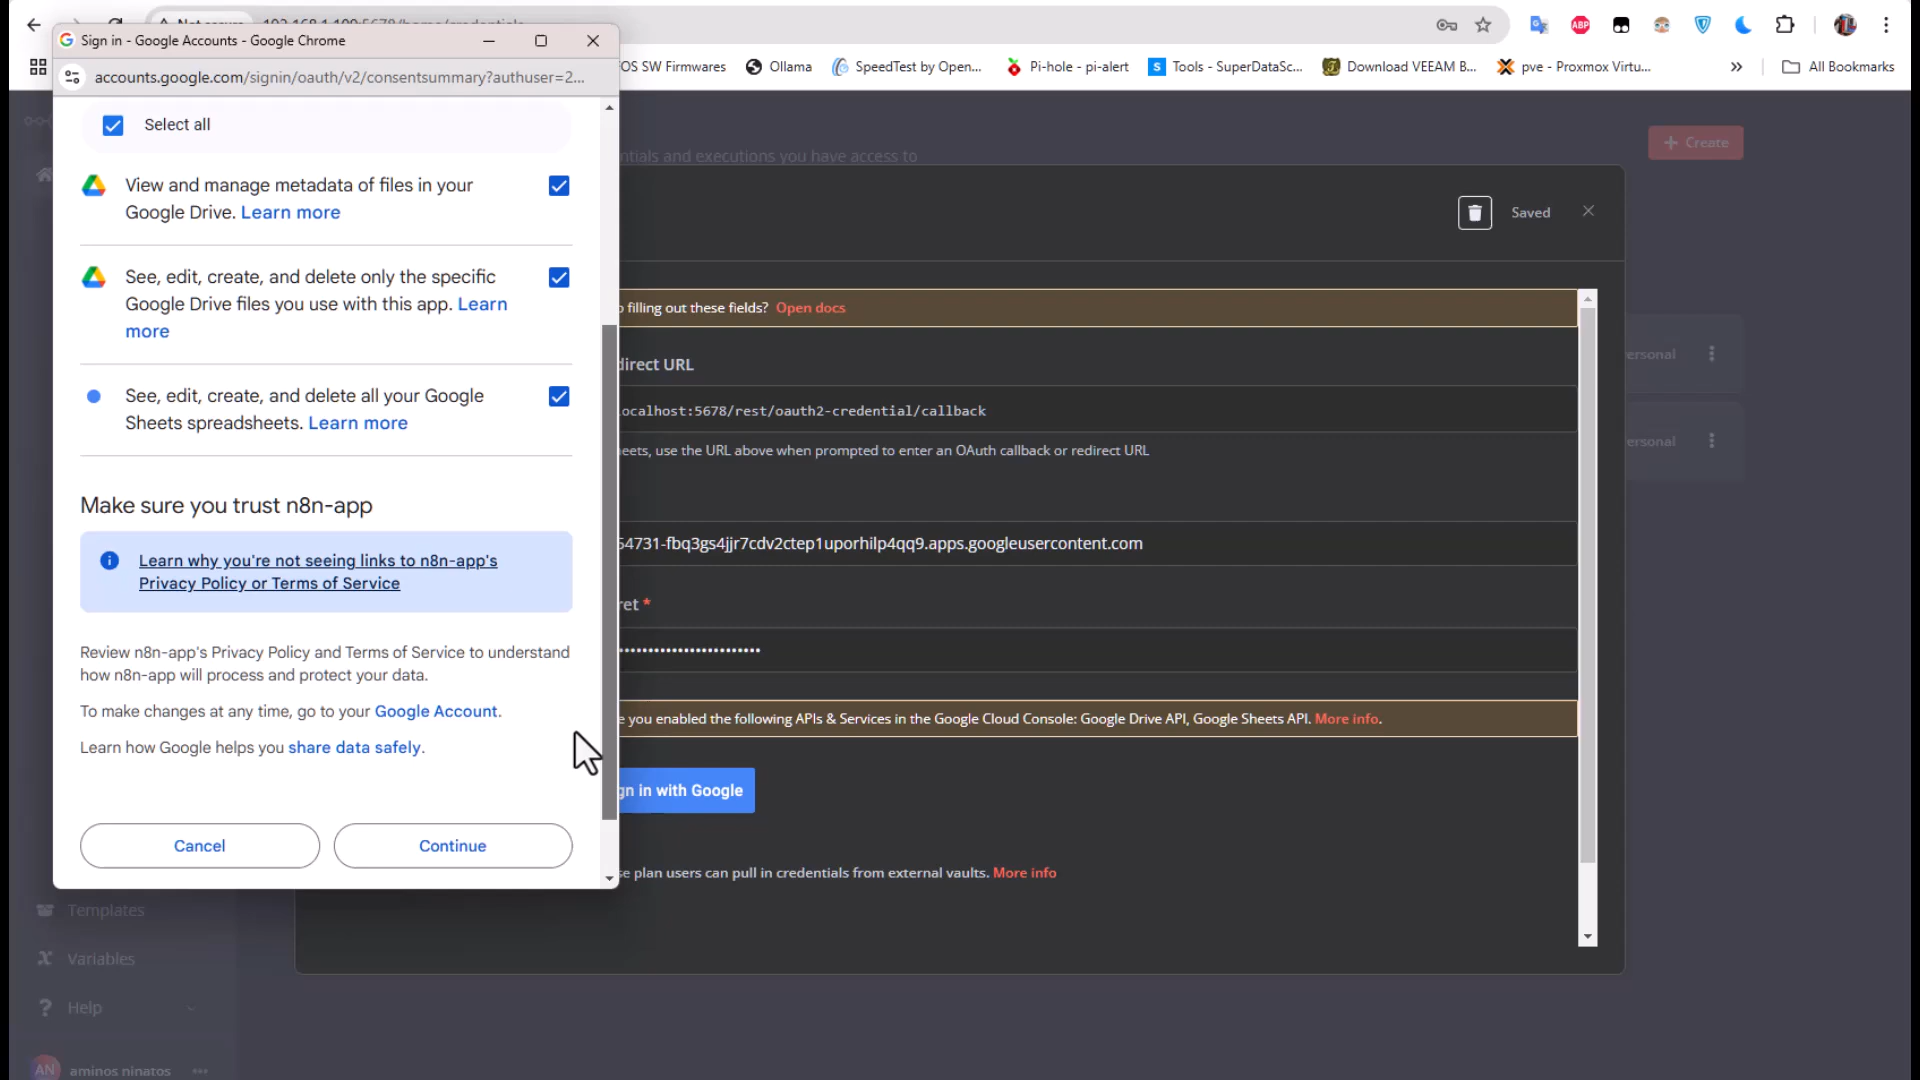 Sign in - Google Accounts - Google Chrome
accounts.google.com/signin/oauth/v2/consentsummary?authuser=2...
OS SW Firmwares
Ollama
SpeedTest by Open...
Pi-hole - pi-alert
Tools - SuperDataSc...
Download VEEAM B...
pve - Proxmox Virtu...
»
All Bookmarks
Select all
View and manage metadata of files in your
Google Drive. Learn more
See, edit, create, and delete only the specific
Google Drive files you use with this app. Learn
more
See, edit, create, and delete all your Google
Sheets spreadsheets. Learn more
Make sure you trust n8n-app
Learn why you're not seeing links to n8n-app's
Privacy Policy or Terms of Service
Review n8n-app's Privacy Policy and Terms of Service to understand
how n8n-app will process and protect your data.
To make changes at any time, go to your Google Account.
Learn how Google helps you share data safely.
Cancel
Continue
ntials and executions you have access to
+ Create
Saved
filling out these fields? Open docs
direct URL
ocalhost:5678/rest/oauth2-credential/callback
eets, use the URL above when prompted to enter an OAuth callback or redirect URL
54731-fbq3gs4jjr7cdv2ctep1uporhilp4qq9.apps.googleusercontent.com
ret *
•••••••••••••••••••••••••
e you enabled the following APIs & Services in the Google Cloud Console: Google Drive API, Google Sheets API. More info.
gn in with Google
se plan users can pull in credentials from external vaults. More info
ersonal
ersonal
Templates
Variables
Help
AN
aminos ninatos